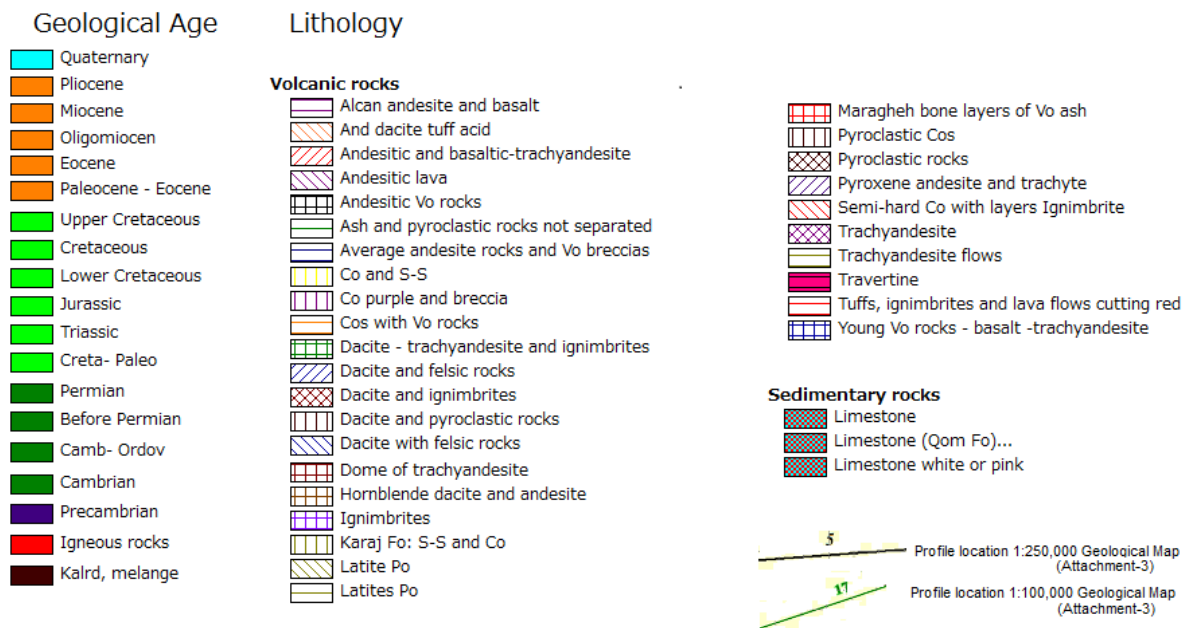 Geological Age
Quaternary
Pliocene
Miocene
Oligomiocen
Eocene
Paleocene - Eocene
Upper Cretaceous
Cretaceous
Lower Cretaceous
Jurassic
Triassic
Creta- Paleo
Permian
Before Permian
Camb- Ordov
Cambrian
Precambrian
Igneous rocks
Kalrd, melange
Lithology
Volcanic rocks
Alcan andesite and basalt
And dacite tuff acid
Andesitic and basaltic-trachyandesite
Andesitic lava
Andesitic Vo rocks
Ash and pyroclastic rocks not separated
Average andesite rocks and Vo breccias
Co and S-S
Co purple and breccia
Cos with Vo rocks
Dacite - trachyandesite and ignimbrites
Dacite and felsic rocks
Dacite and ignimbrites
Dacite and pyroclastic rocks
Dacite with felsic rocks
Dome of trachyandesite
Hornblende dacite and andesite
Ignimbrites
Karaj Fo: S-S and Co
Latite Po
Latites Po
Maragheh bone layers of Vo ash
Pyroclastic Cos
Pyroclastic rocks
Pyroxene andesite and trachyte
Semi-hard Co with layers Ignimbrite
Trachyandesite
Trachyandesite flows
Travertine
Tuffs, ignimbrites and lava flows cutting red
Young Vo rocks - basalt -trachyandesite
Sedimentary rocks
Limestone
Limestone (Qom Fo)...
Limestone white or pink
5
Profile location 1:250,000 Geological Map
(Attachment-3)
17
Profile location 1:100,000 Geological Map
(Attachment-3)